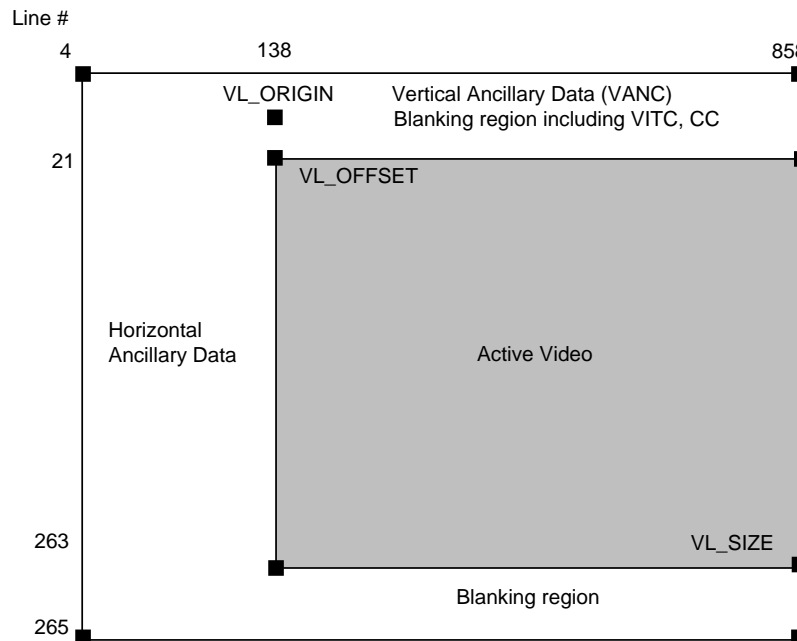 Line #
4 138 858
VL_ORIGIN Vertical Ancillary Data (VANC)
Blanking region including VITC, CC
21
VL_OFFSET
Horizontal
Ancillary Data
Active Video
263
VL_SIZE
Blanking region
265